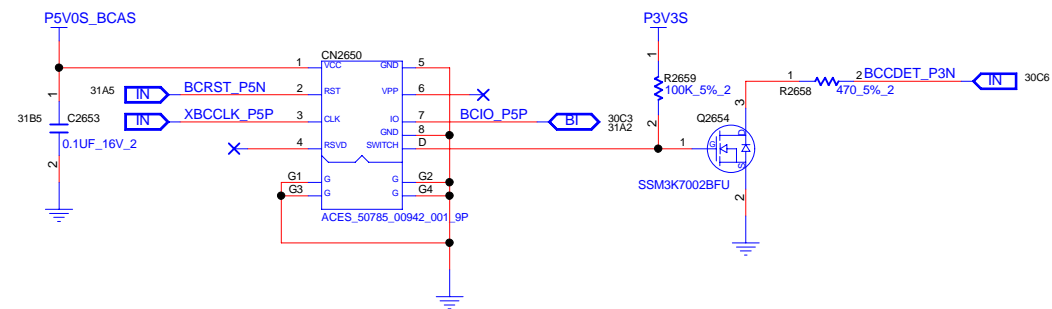 P5V0S_BCAS
P3V3S
CN2650
1 VCC GND 5
31A5 IN BCRST_P5N 2 RST VPP 6
IN XBCCLK_P5P 3 CLK IO 7 BCIO_P5P BI 30C3
31A2
GND 8
4 RSVD SWITCH D
1
31B5 C2653
0.1UF_16V_2
2
G1 G G G2
G3 G G G4
ACES_50785_00942_001_9P
1
R2659
100K_5%_2
2
1 2 BCCDET_P3N IN 30C6
R2658 470_5%_2
3
Q2654
D
1 G
S
SSM3K7002BFU
2